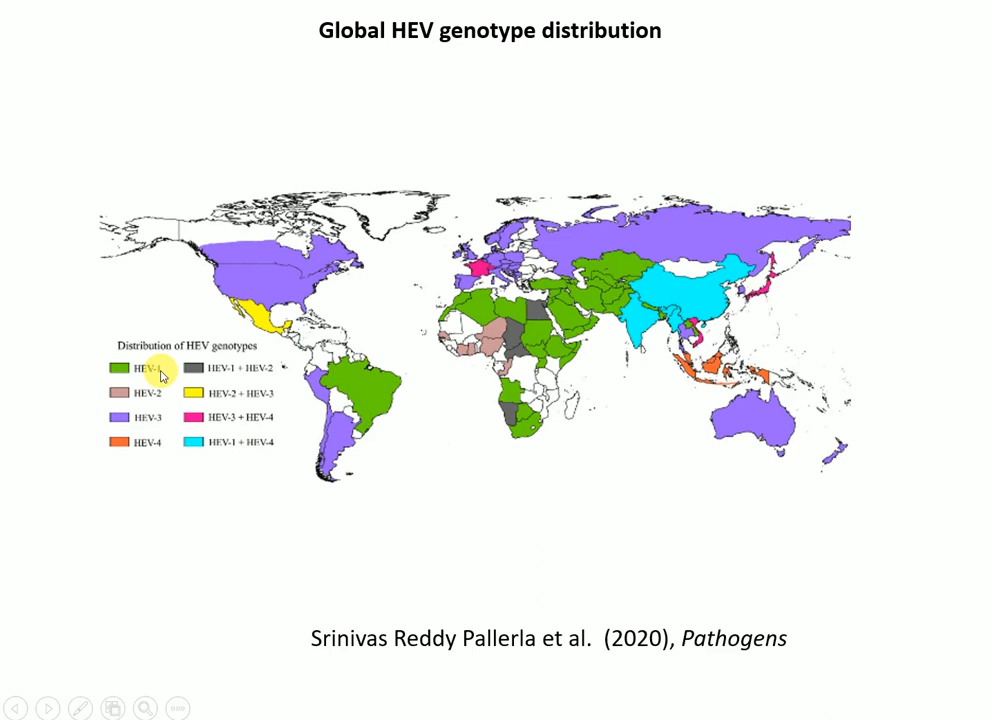 Global HEV genotype distribution
Distribution of HEV genotypes
HEV-1 HEV-1 + HEV-2
HEV-2 HEV-2 + HEV-3
HEV-3 HEV-3 + HEV-4
HEV-4 HEV-1 + HEV-4
Srinivas Reddy Pallerla et al. (2020), Pathogens